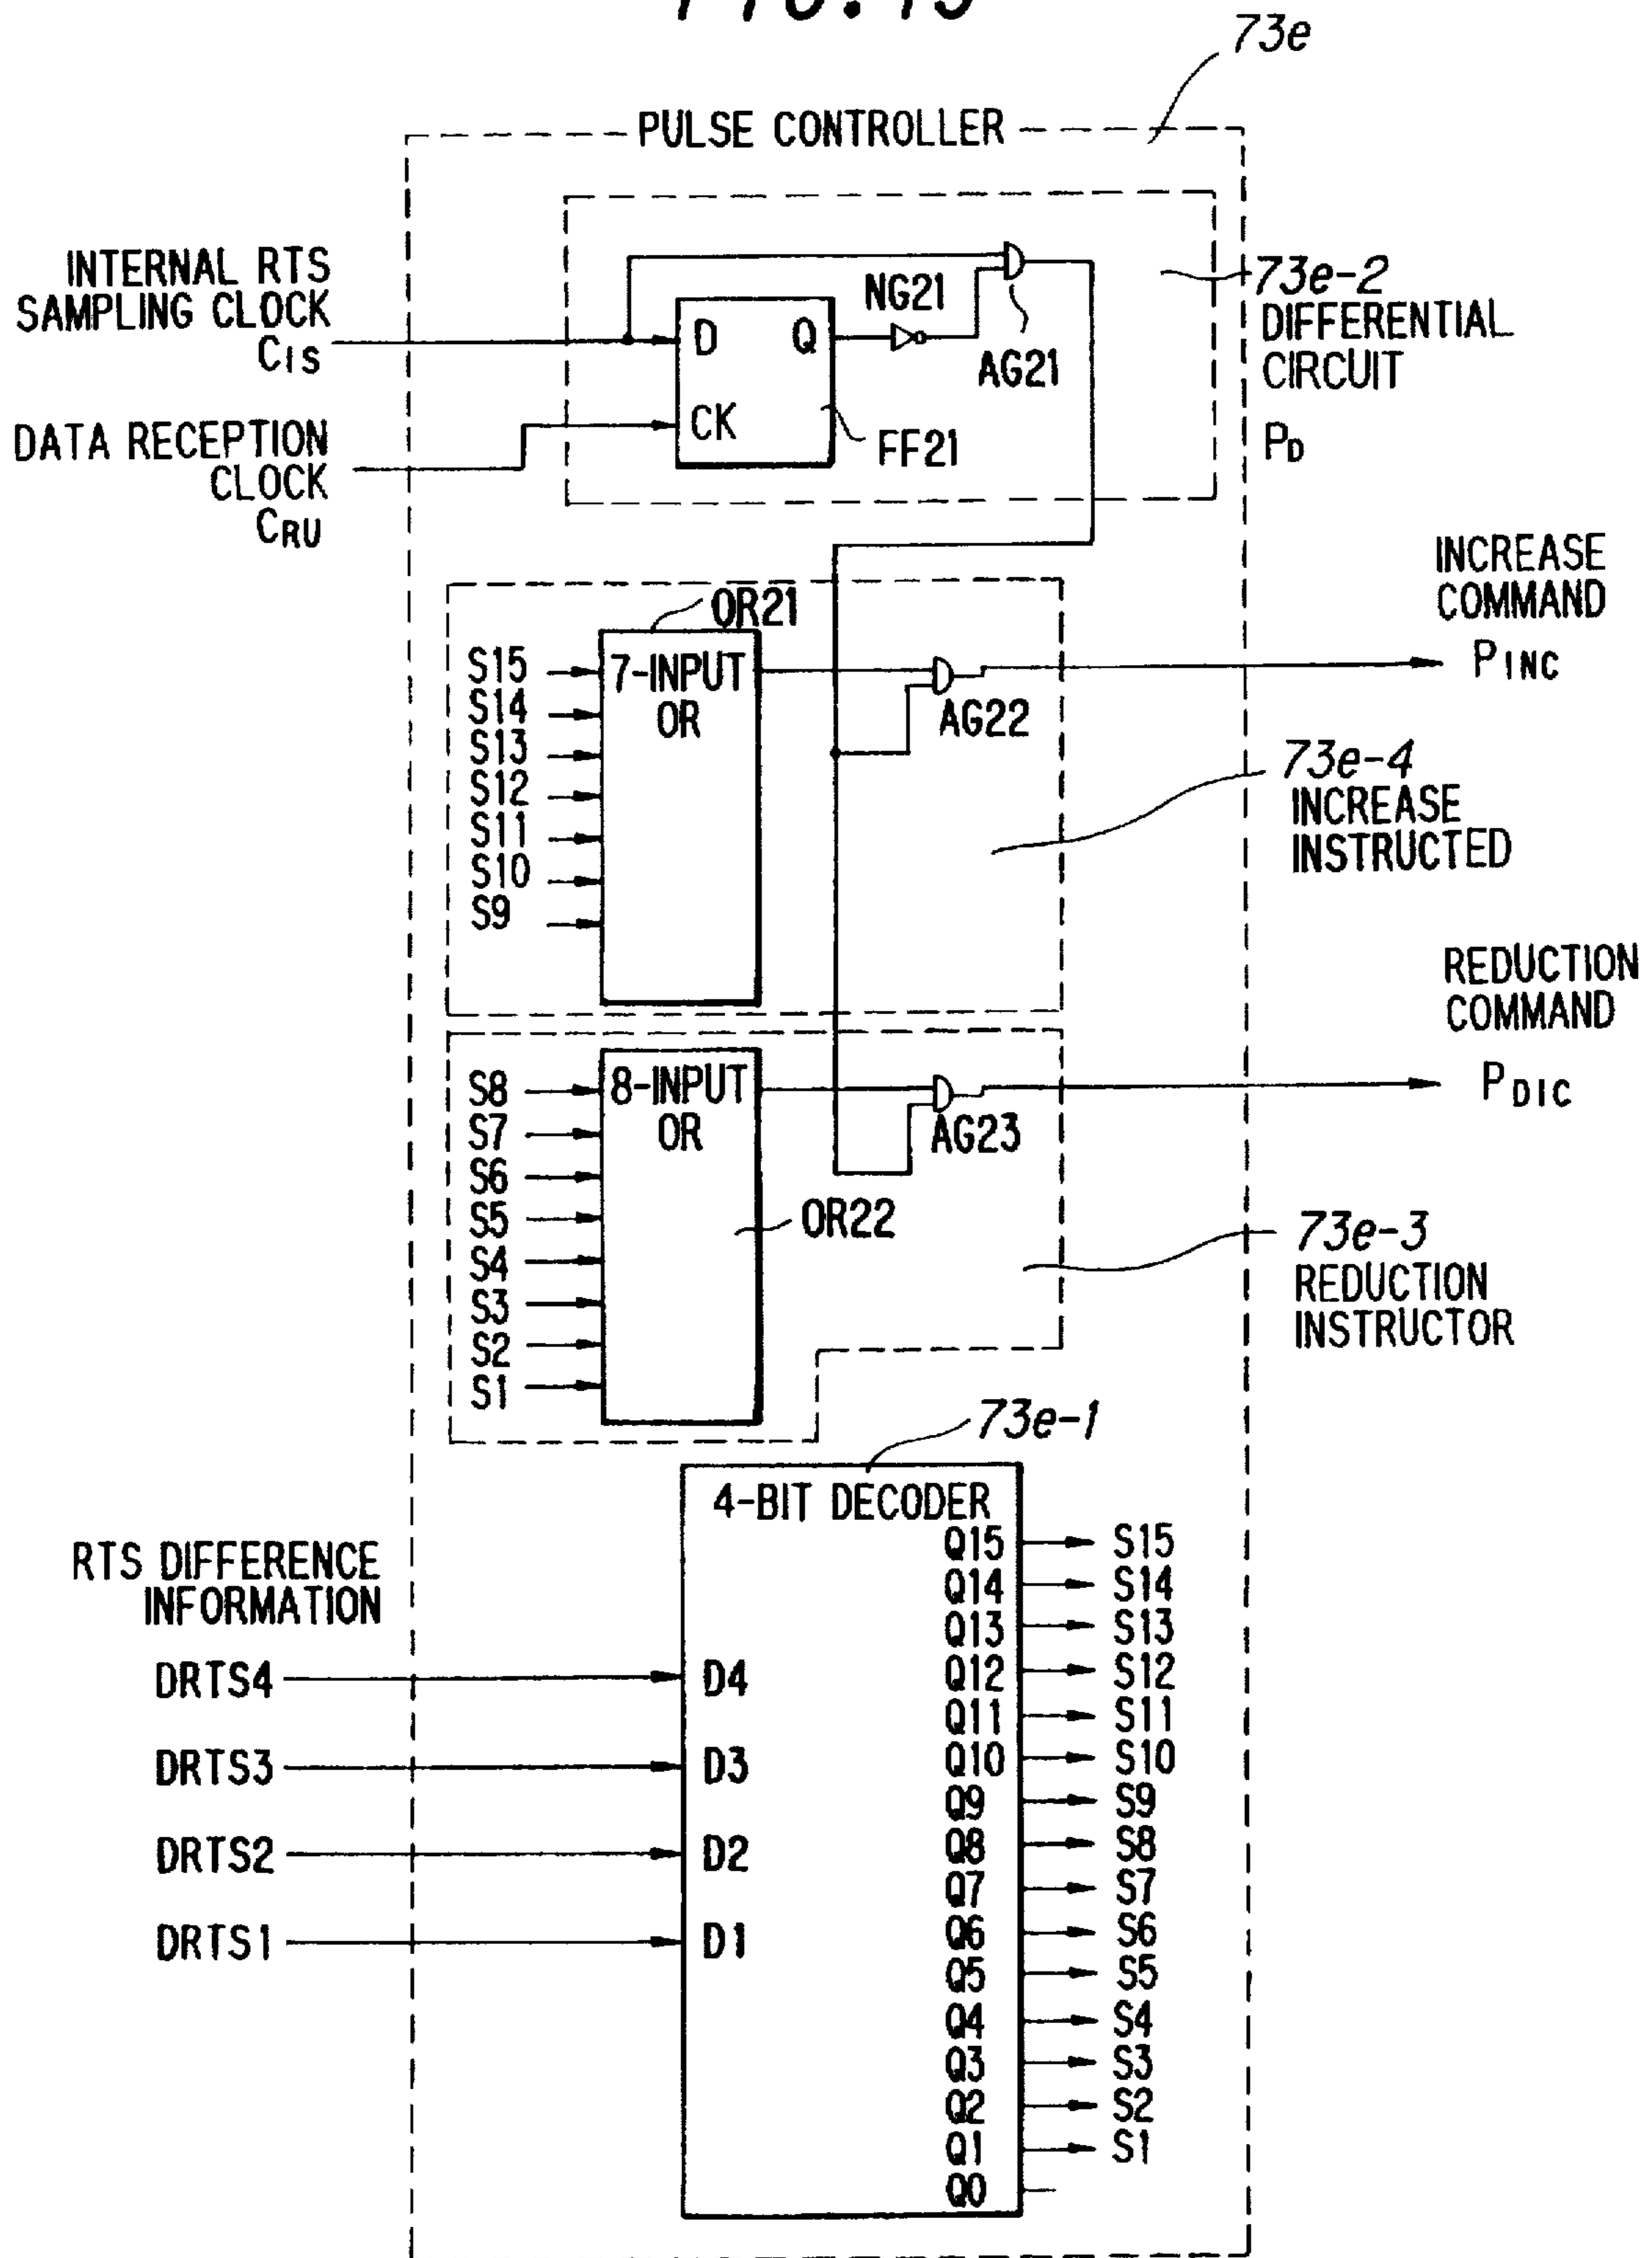 73e
PULSE CONTROLLER
INTERNAL RTS
SAMPLING CLOCK
CIS
DATA RECEPTION
CLOCK
CRU
D Q
CK
NG21
AG21
FF21
73e-2
DIFFERENTIAL
CIRCUIT
PD
OR21
7-INPUT
OR
S15
S14
S13
S12
S11
S10
S9
AG22
INCREASE
COMMAND
PINC
73e-4
INCREASE
INSTRUCTED
8-INPUT
OR
S8
S7
S6
S5
S4
S3
S2
S1
AG23
OR22
REDUCTION
COMMAND
PDIC
73e-3
REDUCTION
INSTRUCTOR
73e-1
4-BIT DECODER
RTS DIFFERENCE
INFORMATION
DRTS4 D4
DRTS3 D3
DRTS2 D2
DRTS1 D1
Q15 S15
Q14 S14
Q13 S13
Q12 S12
Q11 S11
Q10 S10
Q9 S9
Q8 S8
Q7 S7
Q6 S6
Q5 S5
Q4 S4
Q3 S3
Q2 S2
Q1 S1
Q0